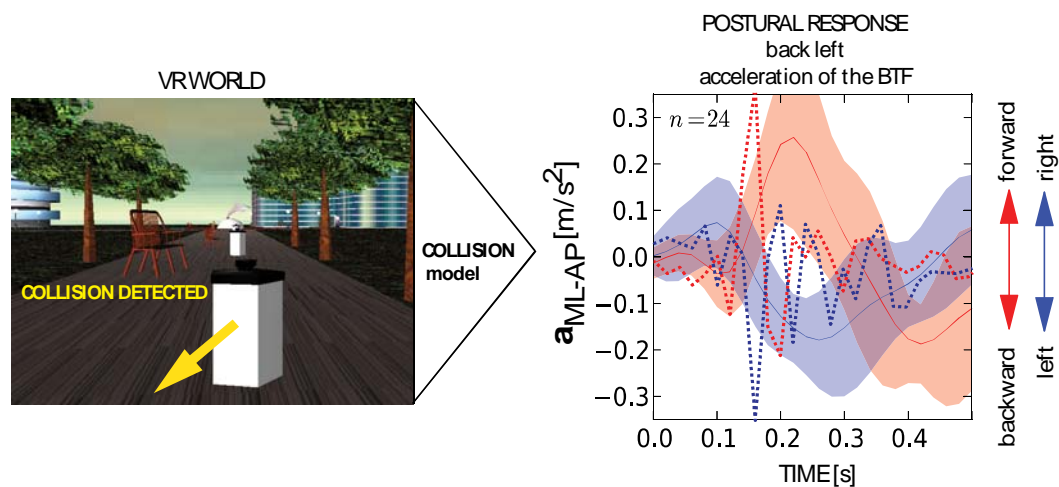 VR WORLD
COLLISION DETECTED
COLLISION
model
POSTURAL RESPONSE
back left
acceleration of the BTF
n=24
a_ML-AP [m/s²]
0.3
0.2
0.1
0.0
−0.1
−0.2
−0.3
0.0 0.1 0.2 0.3 0.4
TIME [s]
forward
backward
right
left